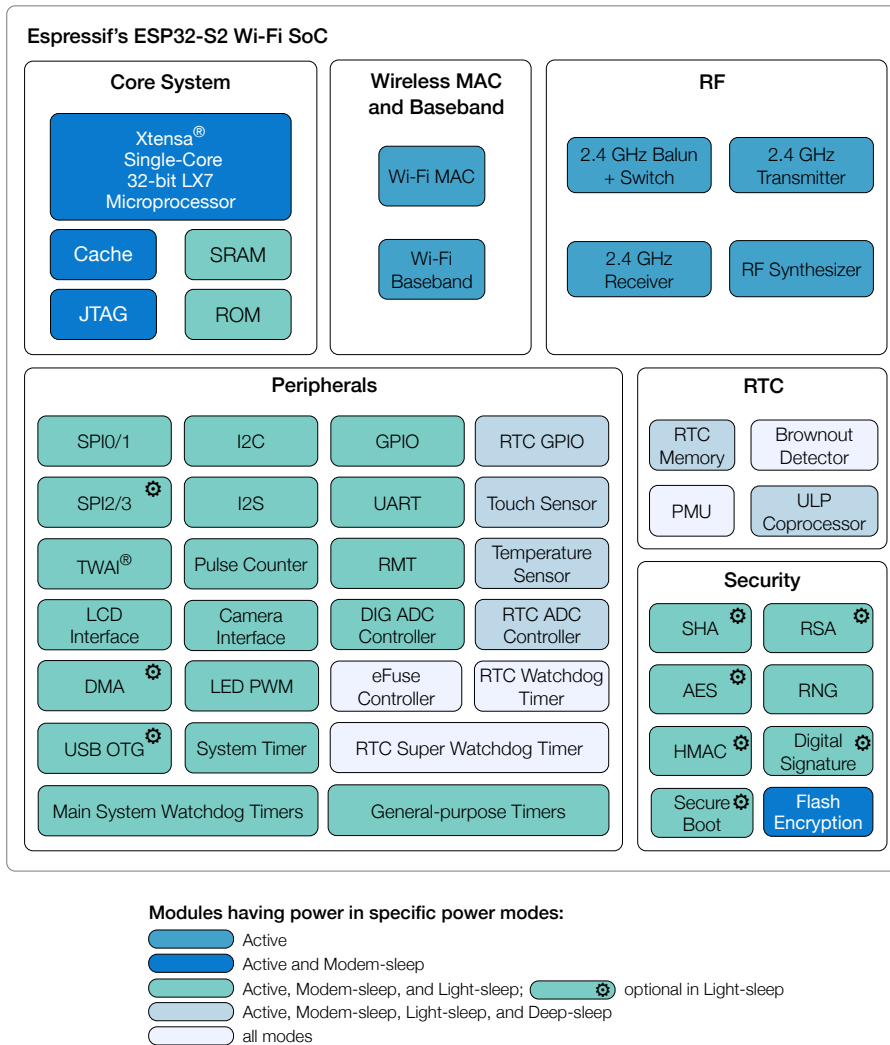 Espressif's ESP32-S2 Wi-Fi SoC
Core System
Xtensa®
Single-Core
32-bit LX7
Microprocessor
Cache
SRAM
JTAG
ROM
Wireless MAC
and Baseband
Wi-Fi MAC
Wi-Fi
Baseband
RF
2.4 GHz Balun
+ Switch
2.4 GHz
Transmitter
2.4 GHz
Receiver
RF Synthesizer
Peripherals
SPI0/1
I2C
GPIO
RTC GPIO
SPI2/3
I2S
UART
Touch Sensor
TWAI®
Pulse Counter
RMT
Temperature
Sensor
LCD
Interface
Camera
Interface
DIG ADC
Controller
RTC ADC
Controller
DMA
LED PWM
eFuse
Controller
RTC Watchdog
Timer
USB OTG
System Timer
RTC Super Watchdog Timer
Main System Watchdog Timers
General-purpose Timers
RTC
RTC
Memory
Brownout
Detector
PMU
ULP
Coprocessor
Security
SHA
RSA
AES
RNG
HMAC
Digital
Signature
Secure
Boot
Flash
Encryption
Modules having power in specific power modes:
Active
Active and Modem-sleep
Active, Modem-sleep, and Light-sleep; optional in Light-sleep
Active, Modem-sleep, Light-sleep, and Deep-sleep
all modes